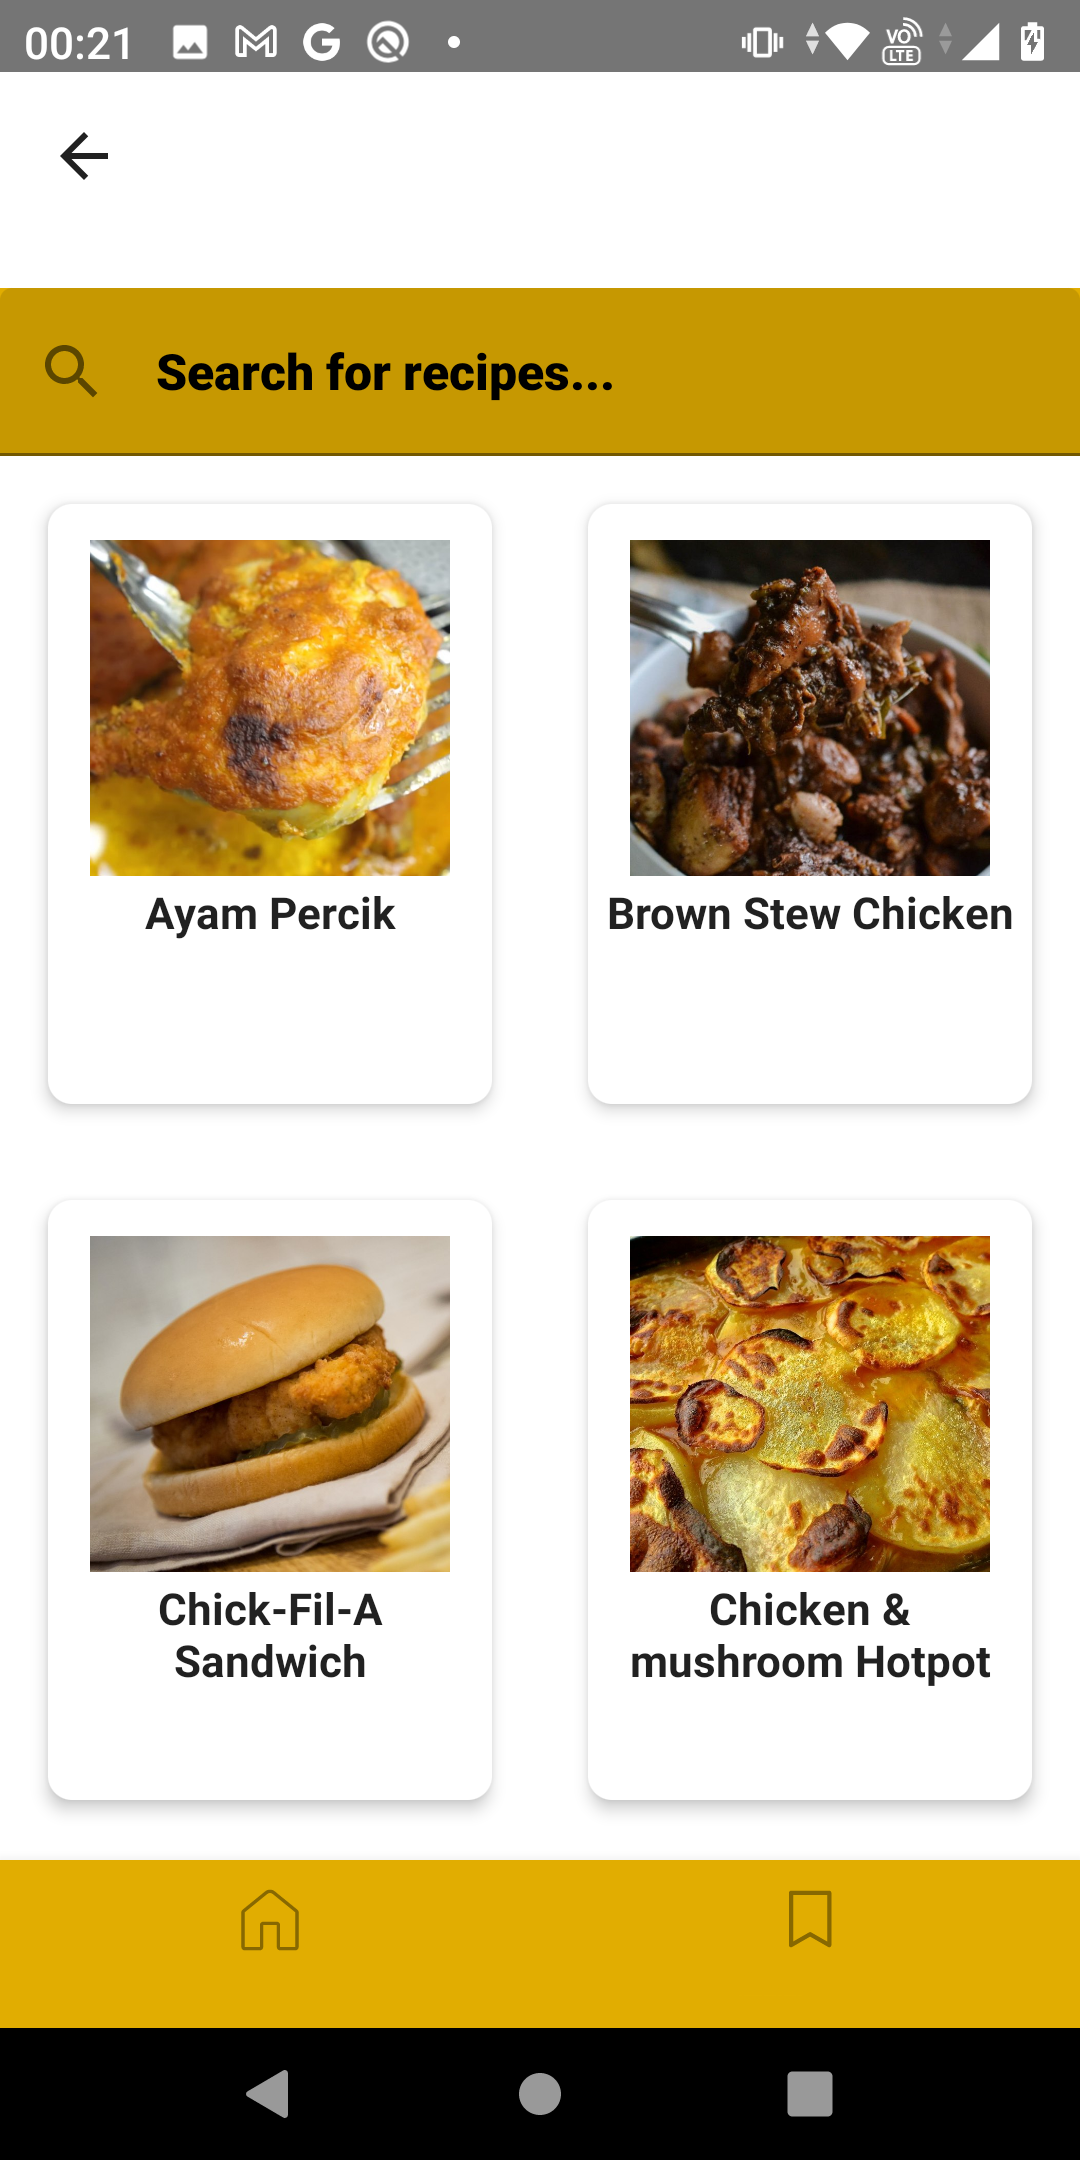 00:21
VO
LTE
Search for recipes...
Ayam Percik
Brown Stew Chicken
Chick-Fil-A
Sandwich
Chicken &
mushroom Hotpot